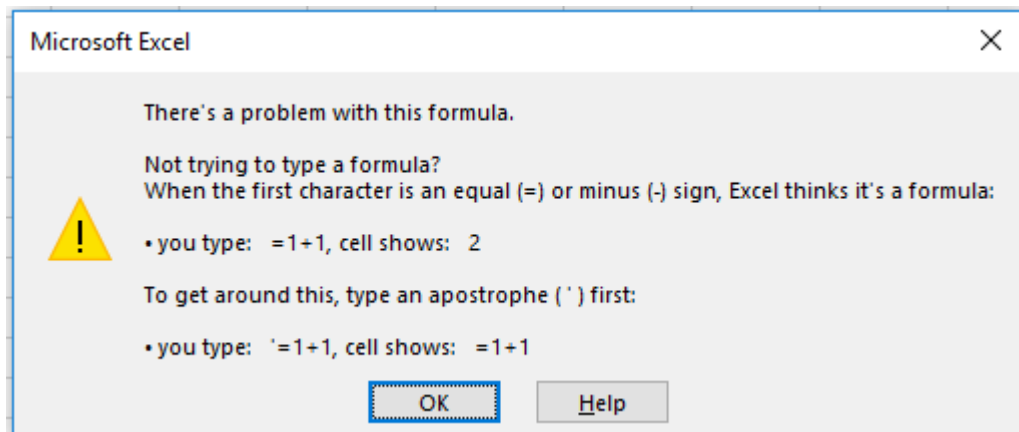 Microsoft Excel
There's a problem with this formula.
Not trying to type a formula?
When the first character is an equal (=) or minus (-) sign, Excel thinks it's a formula:
• you type:   =1+1, cell shows:   2
To get around this, type an apostrophe ( ' ) first:
• you type:   '=1+1, cell shows:   =1+1
OK
Help